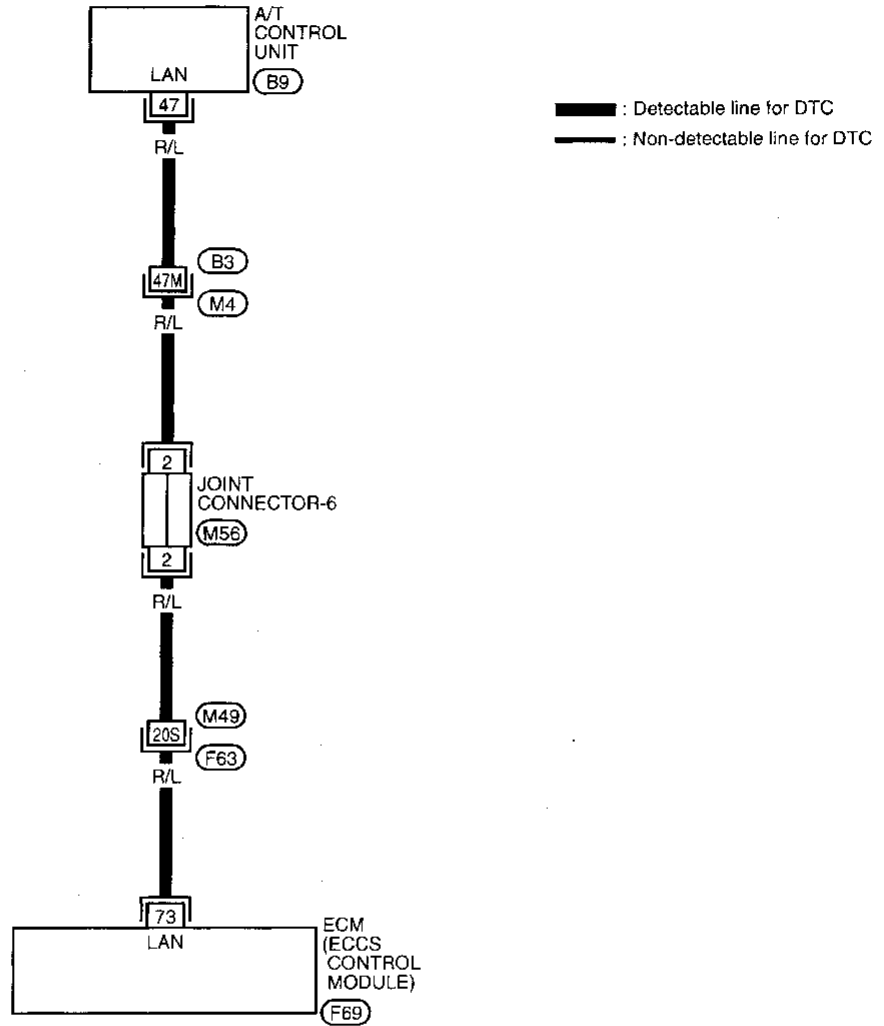 A/T
CONTROL
UNIT
LAN
B9
47
: Detectable line for DTC
: Non-detectable line for DTC
R/L
B3
47M
M4
R/L
2
JOINT
CONNECTOR-6
M56
2
R/L
M49
20S
F63
R/L
73
LAN
ECM
(ECCS
CONTROL
MODULE)
F69